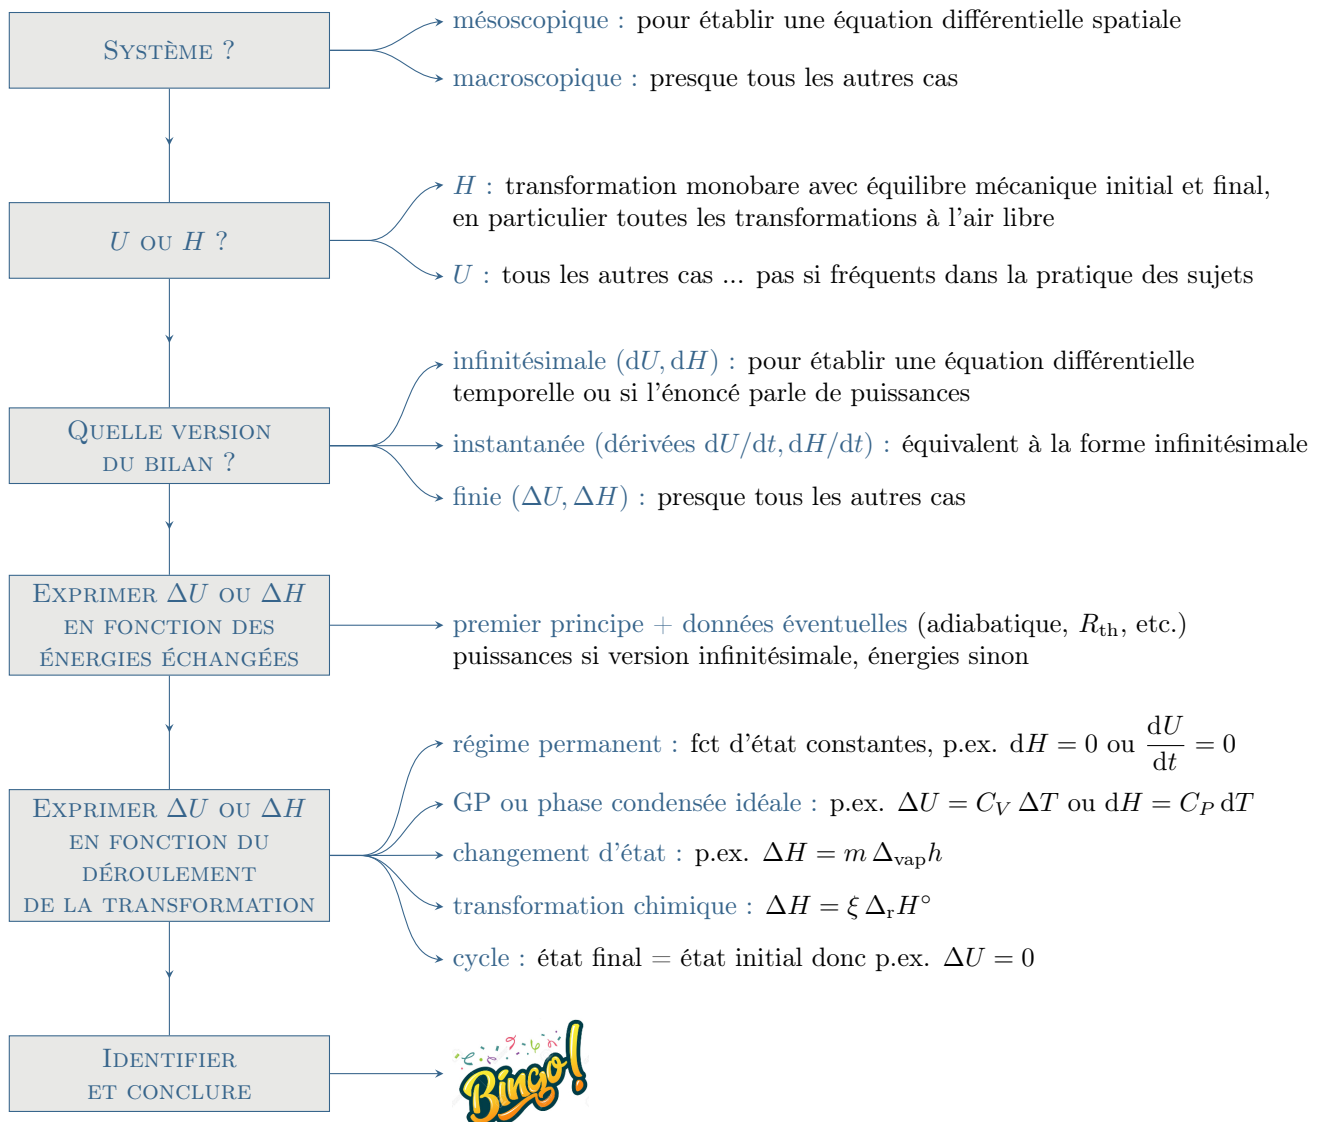 Système ?
mésoscopique : pour établir une équation différentielle spatiale
macroscopique : presque tous les autres cas
U ou H ?
H : transformation monobare avec équilibre mécanique initial et final,
en particulier toutes les transformations à l'air libre
U : tous les autres cas ... pas si fréquents dans la pratique des sujets
Quelle version
du bilan ?
infinitésimale (dU, dH) : pour établir une équation différentielle
temporelle ou si l'énoncé parle de puissances
instantanée (dérivées dU/dt, dH/dt) : équivalent à la forme infinitésimale
finie (ΔU, ΔH) : presque tous les autres cas
Exprimer ΔU ou ΔH
en fonction des
énergies échangées
premier principe + données éventuelles (adiabatique, R_th, etc.)
puissances si version infinitésimale, énergies sinon
Exprimer ΔU ou ΔH
en fonction du
déroulement
de la transformation
régime permanent : fct d'état constantes, p.ex. dH = 0 ou dU/dt = 0
GP ou phase condensée idéale : p.ex. ΔU = C_V ΔT ou dH = C_P dT
changement d'état : p.ex. ΔH = m Δ_vap h
transformation chimique : ΔH = ξ Δ_r H°
cycle : état final = état initial donc p.ex. ΔU = 0
Identifier
et conclure
Bingo!